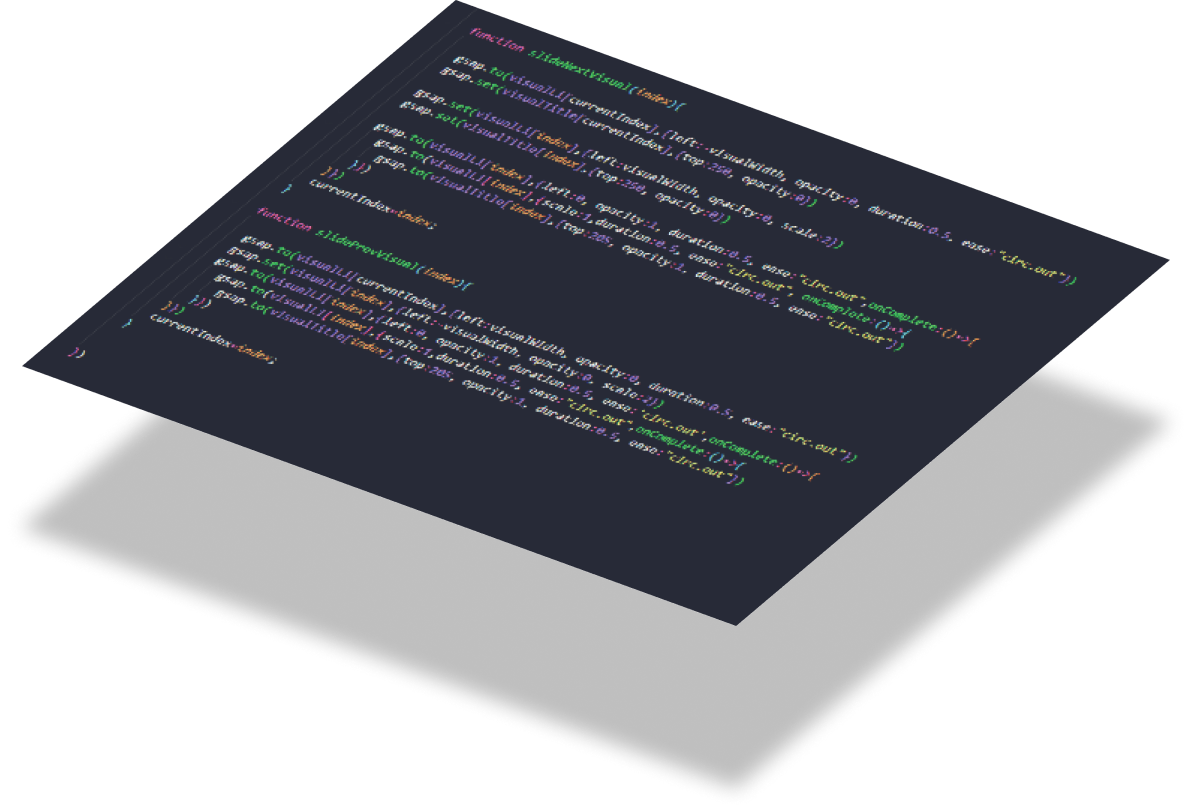 function slideNextVisual(index){
gsap.to(visualLi[currentIndex],{left:-visualWidth, opacity:0, duration:0.5, ease:"circ.out"})
gsap.set(visualTitle[currentIndex],{top:250, opacity:0})
gsap.set(visualLi[index],{left:visualWidth, opacity:0, scale:2})
gsap.set(visualTitle[index],{top:250, opacity:0})
gsap.to(visualLi[index],{left:0, opacity:1, duration:0.5, ease:"circ.out",onComplete:()=>{
gsap.to(visualLi[index],{scale:1,duration:0.5, ease:"circ.out", onComplete:()=>{
gsap.to(visualTitle[index],{top:205, opacity:1, duration:0.5, ease:"circ.out"})
}})
}})
currentIndex=index;
}
function slidePrevVisual(index){
gsap.to(visualLi[currentIndex],{left:visualWidth, opacity:0, duration:0.5, ease:"circ.out"})
gsap.set(visualLi[index],{left:-visualWidth, opacity:0, scale:2})
gsap.to(visualLi[index],{left:0, opacity:1, duration:0.5, ease:'circ.out',onComplete:()=>{
gsap.to(visualLi[index],{scale:1,duration:0.5, ease:"circ.out",onComplete:()=>{
gsap.to(visualTitle[index],{top:205, opacity:1, duration:0.5, ease:"circ.out"})
}})
}})
currentIndex=index;
}
})